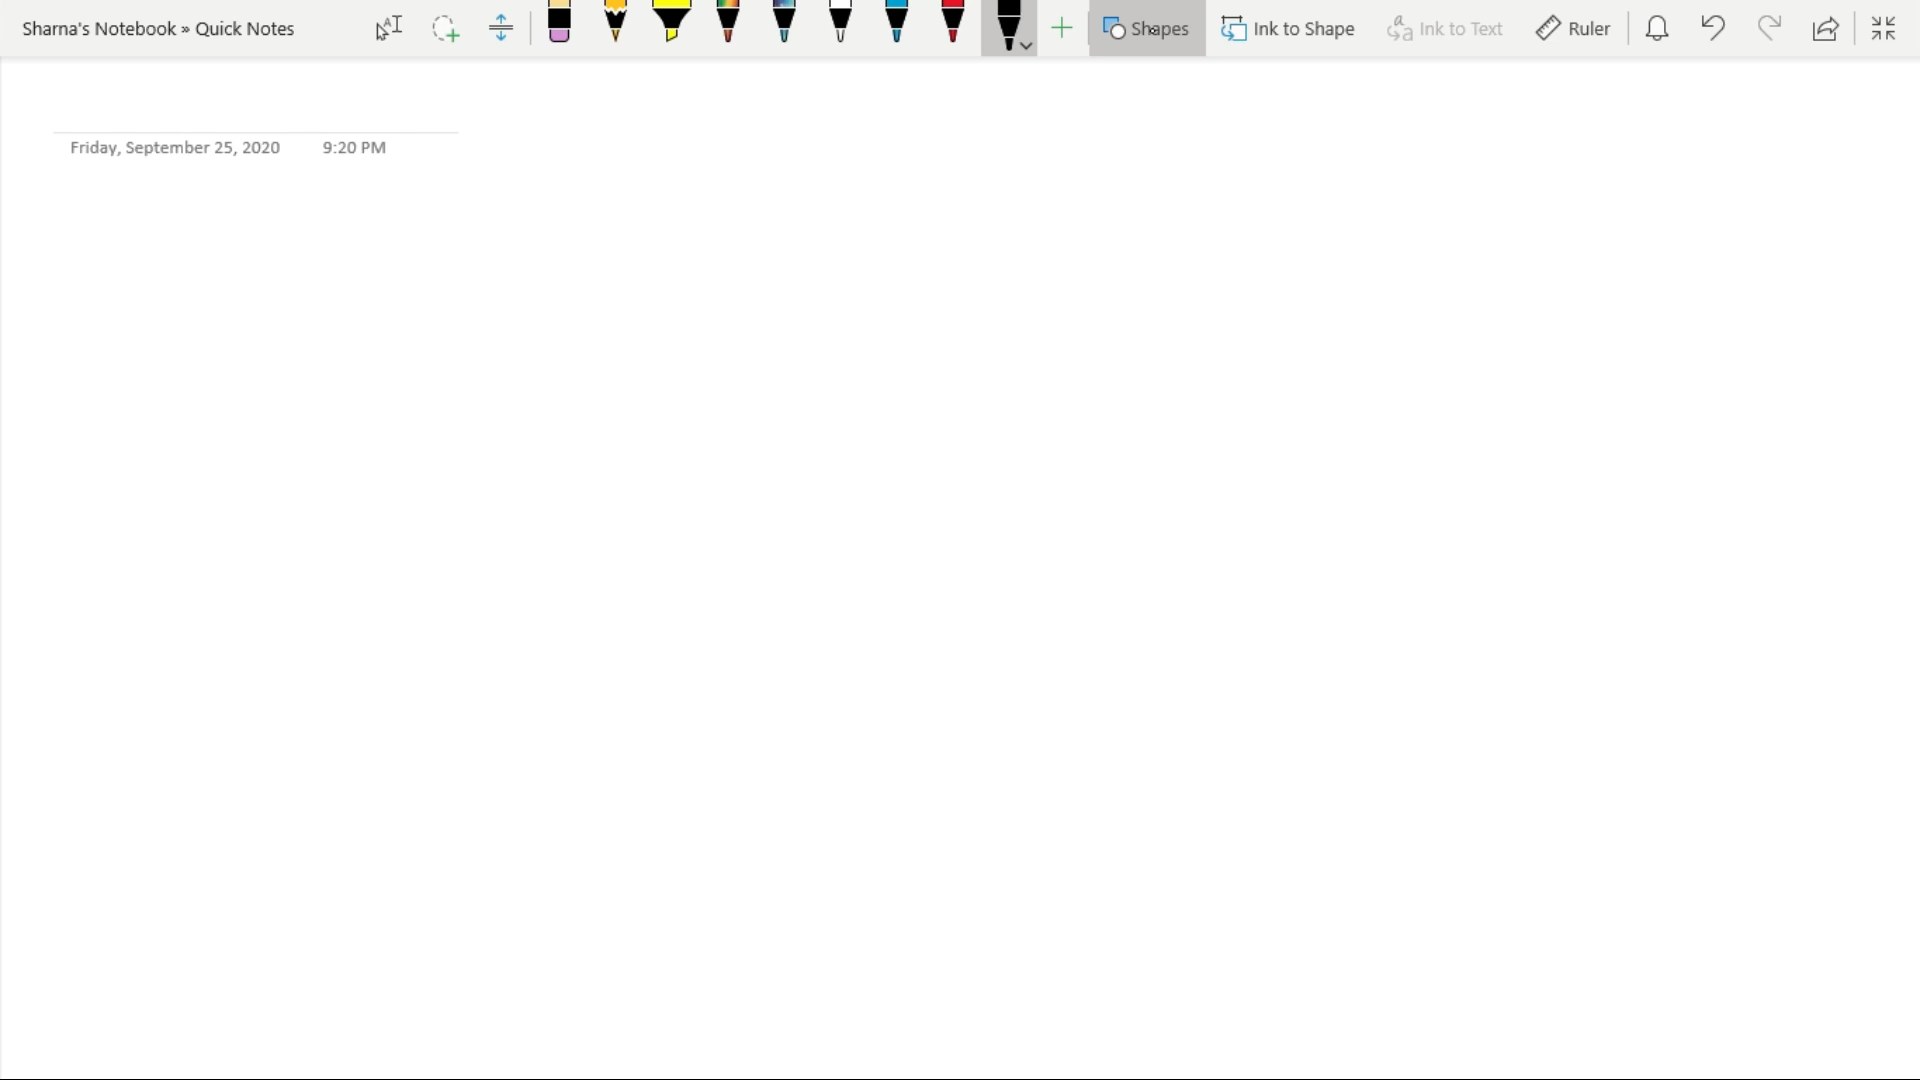 Sharna's Notebook » Quick Notes
Shapes
Ink to Shape
Ink to Text
Ruler
Friday, September 25, 2020 9:20 PM